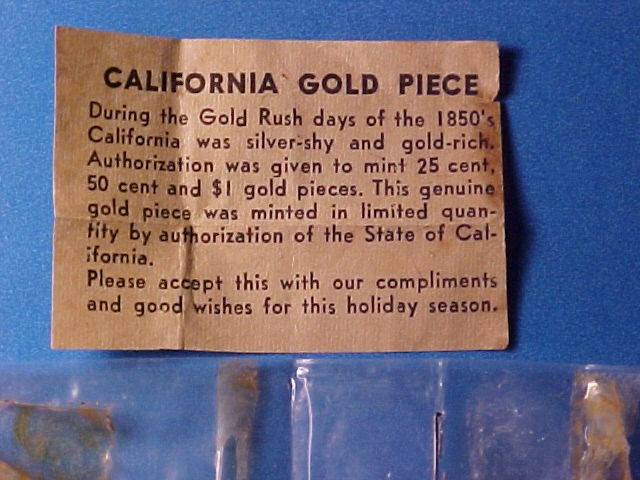 CALIFORNIA GOLD PIECE
During the Gold Rush days of the 1850's
California was silver-shy and gold-rich.
Authorization was given to mint 25 cent,
50 cent and $1 gold pieces. This genuine
gold piece was minted in limited quan-
tity by authorization of the State of Cal-
ifornia.
Please accept this with our compliments
and good wishes for this holiday season.